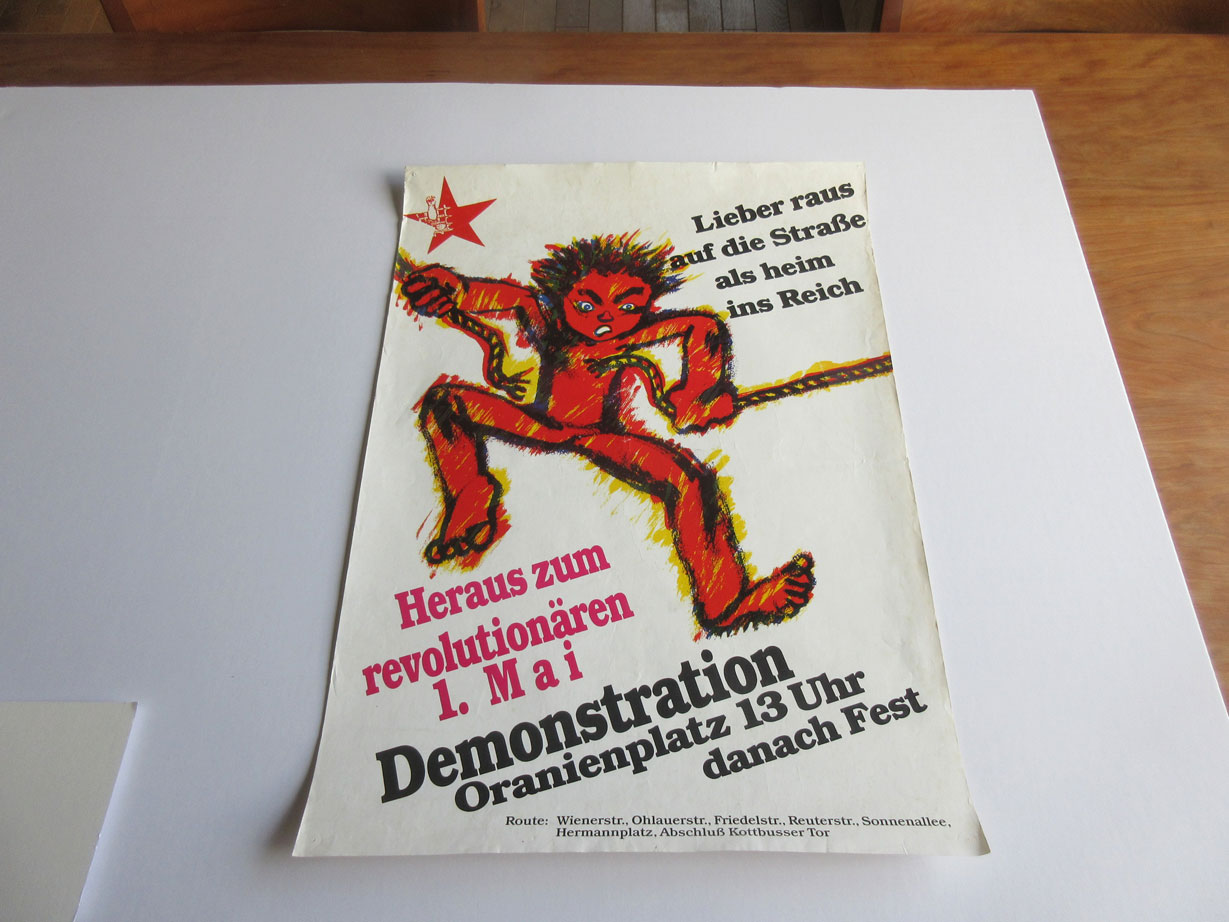 Lieber raus
auf die Straße
als heim
ins Reich
Heraus zum
revolutionären
1. Mai
Demonstration
Oranienplatz 13 Uhr
danach Fest
Route: Wienerstr., Ohlauerstr., Friedelstr., Reuterstr., Sonnenallee,
Hermannplatz, Abschluß Kottbusser Tor